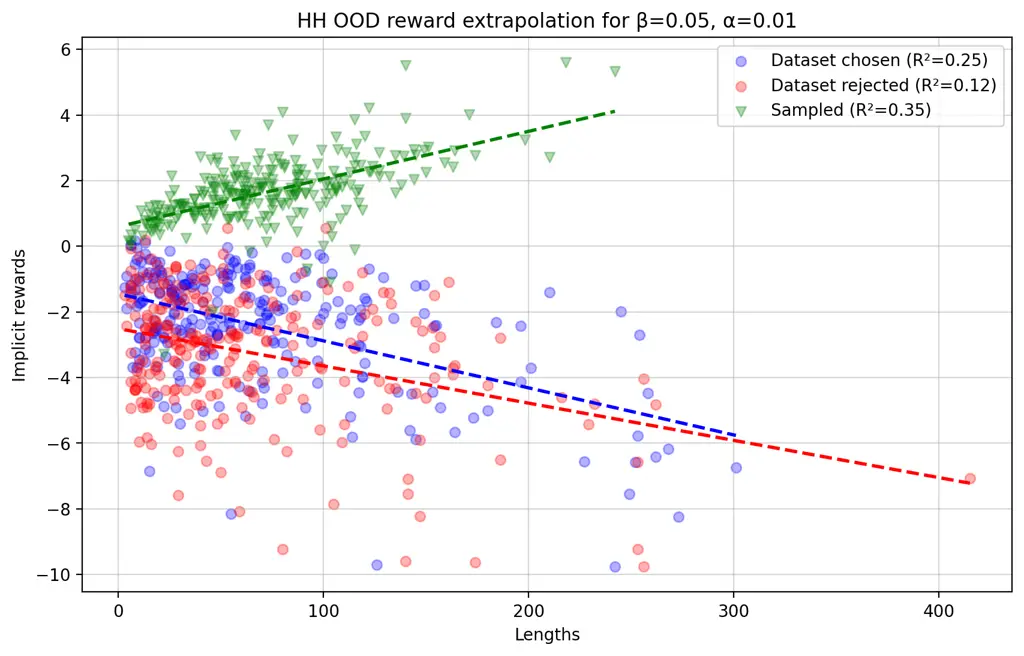 HH OOD reward extrapolation for β=0.05, α=0.01
Dataset chosen (R²=0.25)
Dataset rejected (R²=0.12)
Sampled (R²=0.35)
Implicit rewards
6
4
2
0
−2
−4
−6
−8
−10
0 100 200 300 400
Lengths